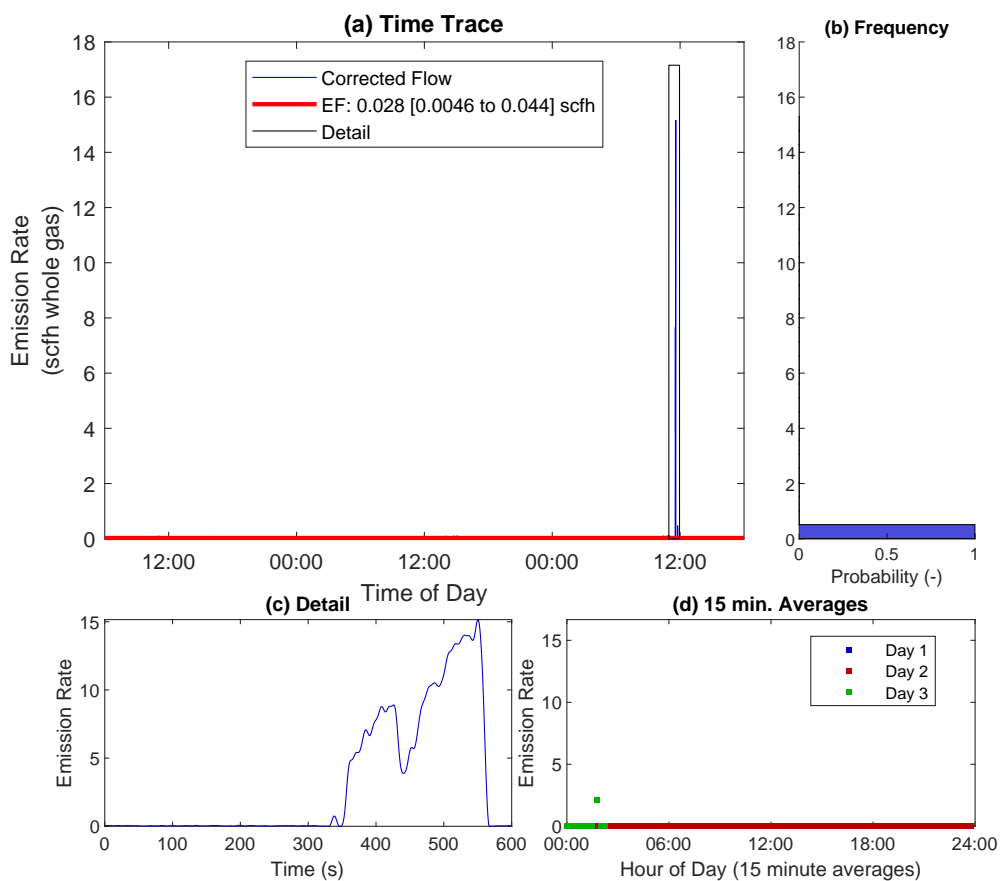 (a) Time Trace
18
16
14
12
10
8
6
4
2
0
Emission Rate
(scfh whole gas)
Corrected Flow
EF: 0.028 [0.0046 to 0.044] scfh
Detail
12:00
00:00
12:00
00:00
12:00
Time of Day
(b) Frequency
18
16
14
12
10
8
6
4
2
0
0
0.5
1
Probability (-)
(c) Detail
15
10
5
0
Emission Rate
0
100
200
300
400
500
600
Time (s)
(d) 15 min. Averages
15
10
5
0
Emission Rate
Day 1
Day 2
Day 3
00:00
06:00
12:00
18:00
24:00
Hour of Day (15 minute averages)